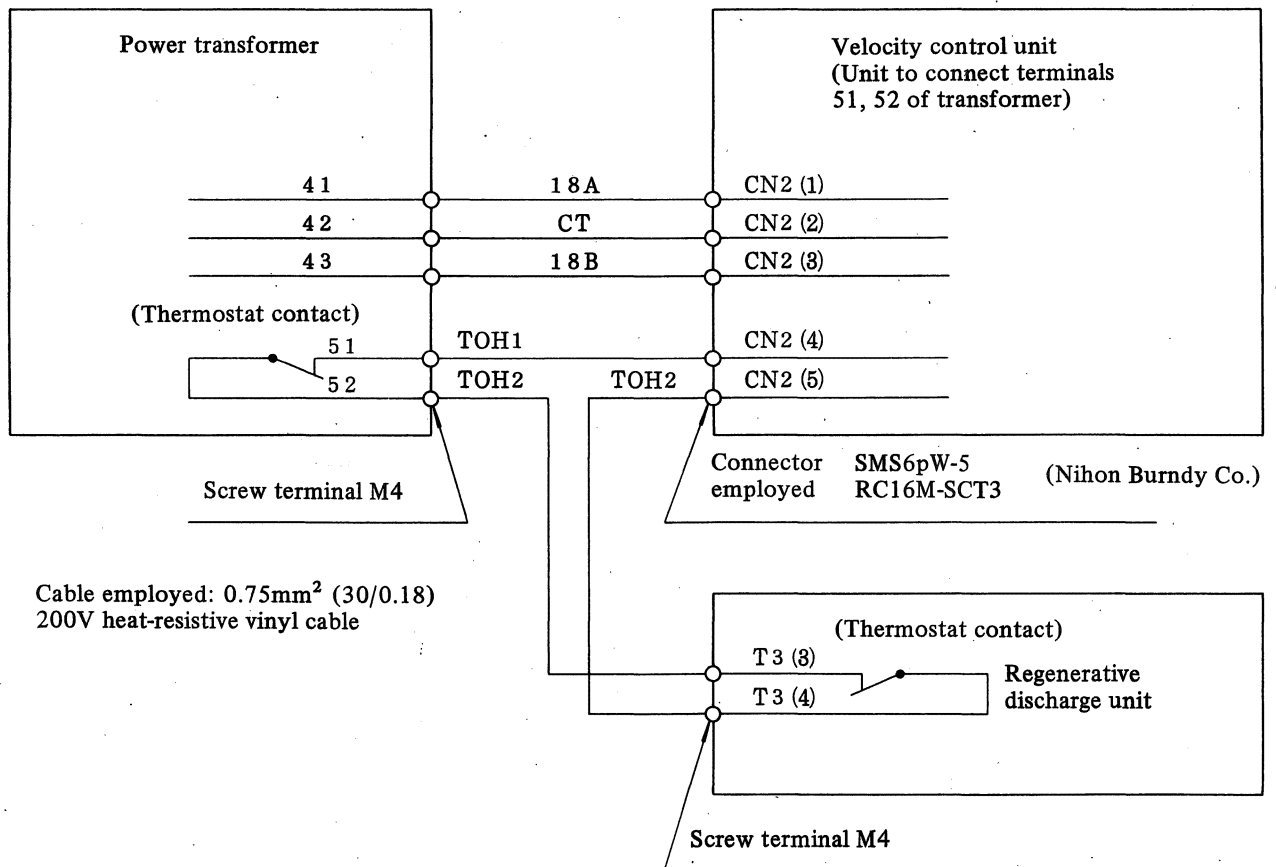 Power transformer
Velocity control unit
(Unit to connect terminals
51, 52 of transformer)
41 18A CN2 (1)
42 CT CN2 (2)
43 18B CN2 (3)
(Thermostat contact)
51 TOH1 CN2 (4)
52 TOH2 TOH2 CN2 (5)
Screw terminal M4
Connector SMS6pW-5 (Nihon Burndy Co.)
employed RC16M-SCT3
Cable employed: 0.75mm² (30/0.18)
200V heat-resistive vinyl cable
(Thermostat contact)
T3 (3) Regenerative
T3 (4) discharge unit
Screw terminal M4